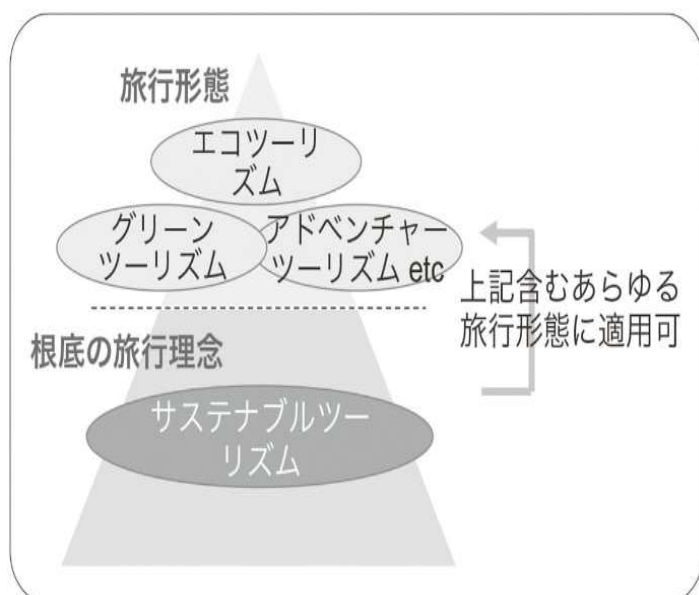 旅行形態
エコツーリ
ズム
グリーン
ツーリズム
アドベンチャー
ツーリズム etc
上記含むあらゆる
旅行形態に適用可
根底の旅行理念
サステナブルツー
リズム